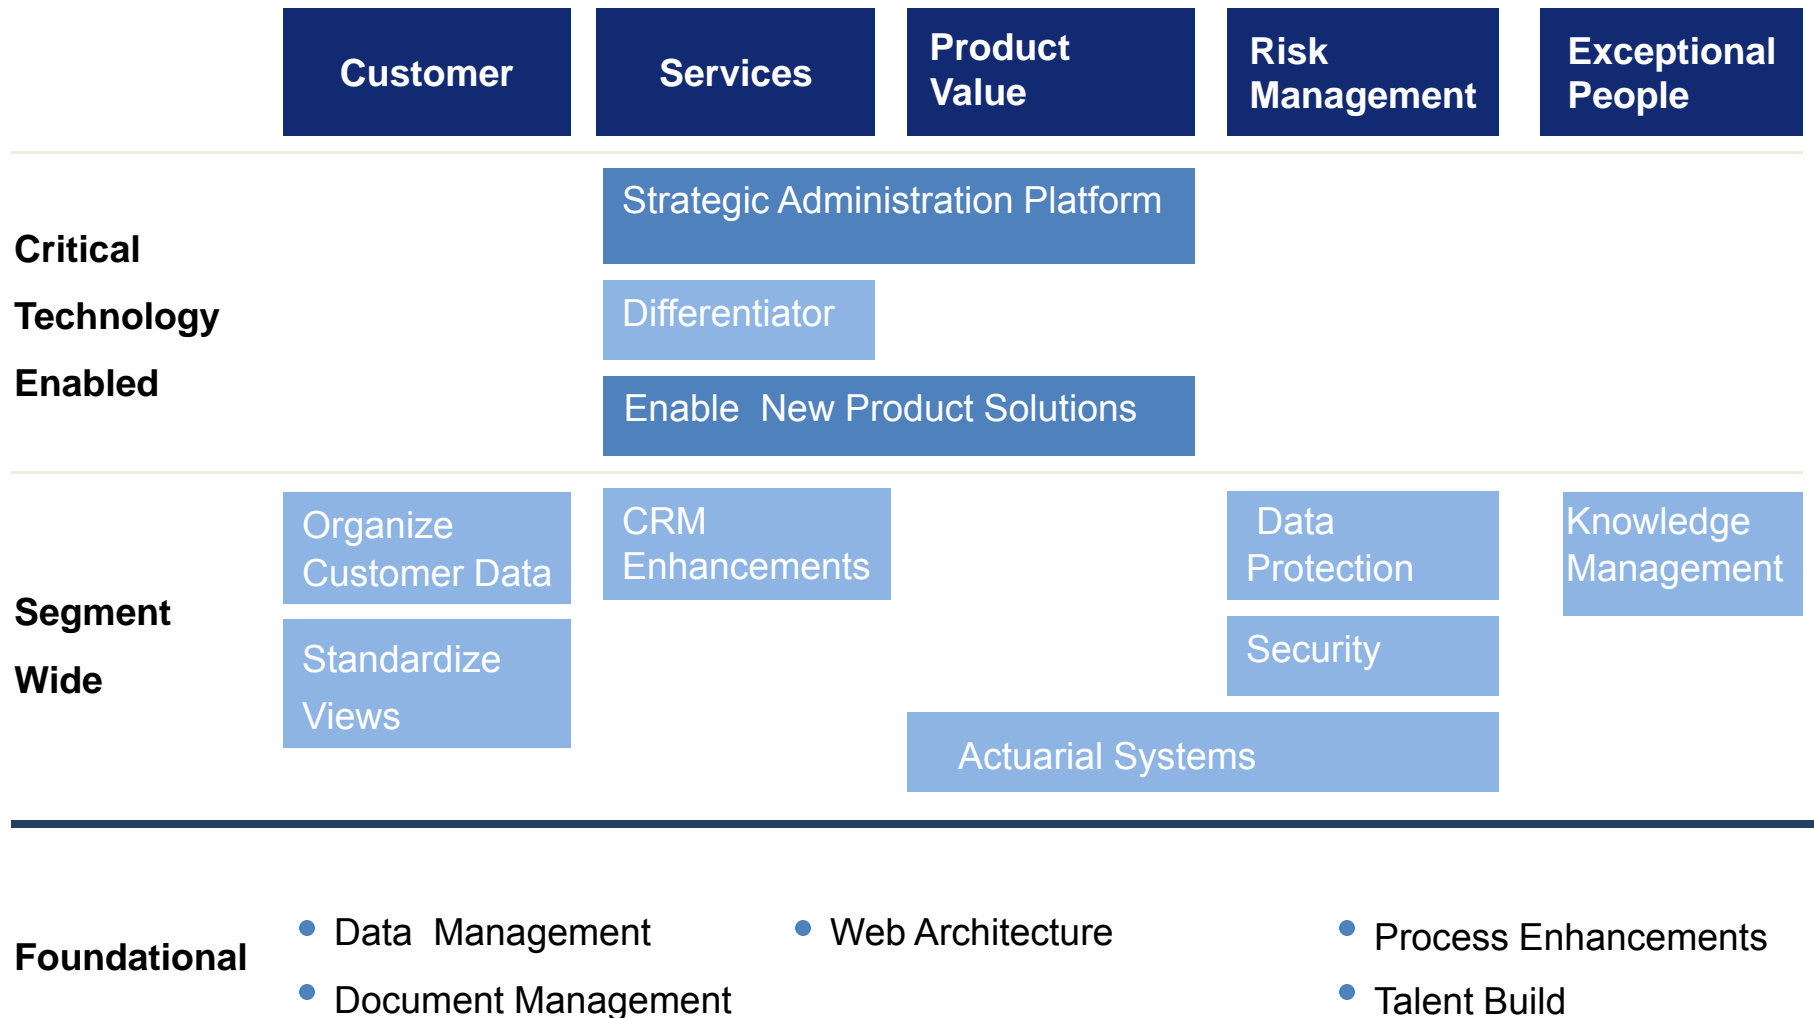 Customer
Services
Product
Value
Risk
Management
Exceptional
People
Critical
Technology
Enabled
Strategic Administration Platform
Differentiator
Enable  New Product Solutions
Segment
Wide
Organize
Customer Data
Standardize
Views
CRM
Enhancements
Data
Protection
Security
Actuarial Systems
Knowledge
Management
Foundational
• Data  Management
• Document Management
• Web Architecture
• Process Enhancements
• Talent Build